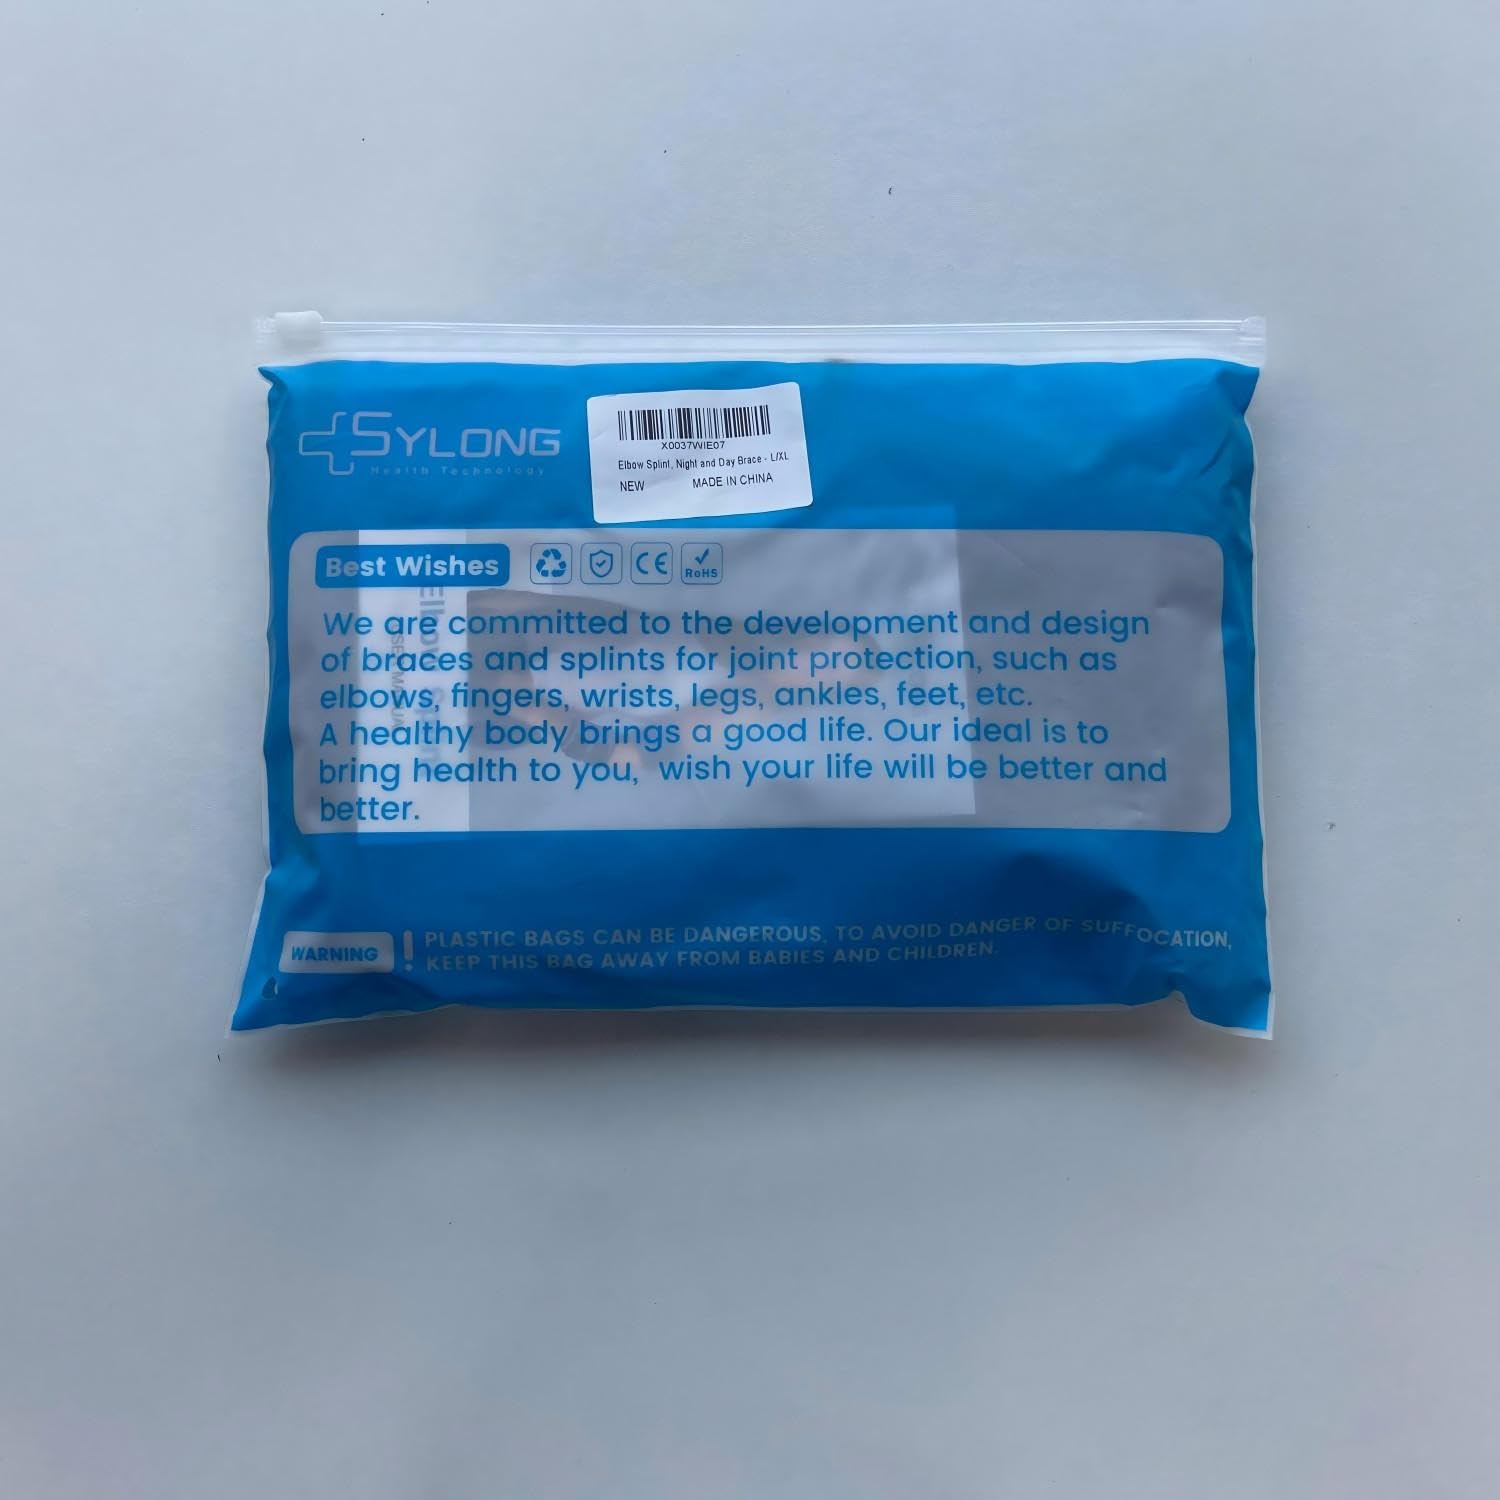 SYLONG
Health Technology
X0037WIE07
Elbow Splint, Night and Day Brace - L/XL
NEW MADE IN CHINA
Best Wishes
CE
RoHS
We are committed to the development and design
of braces and splints for joint protection, such as
elbows, fingers, wrists, legs, ankles, feet, etc.
A healthy body brings a good life. Our ideal is to
bring health to you, wish your life will be better and
better.
WARNING ! PLASTIC BAGS CAN BE DANGEROUS, TO AVOID DANGER OF SUFFOCATION,
KEEP THIS BAG AWAY FROM BABIES AND CHILDREN.